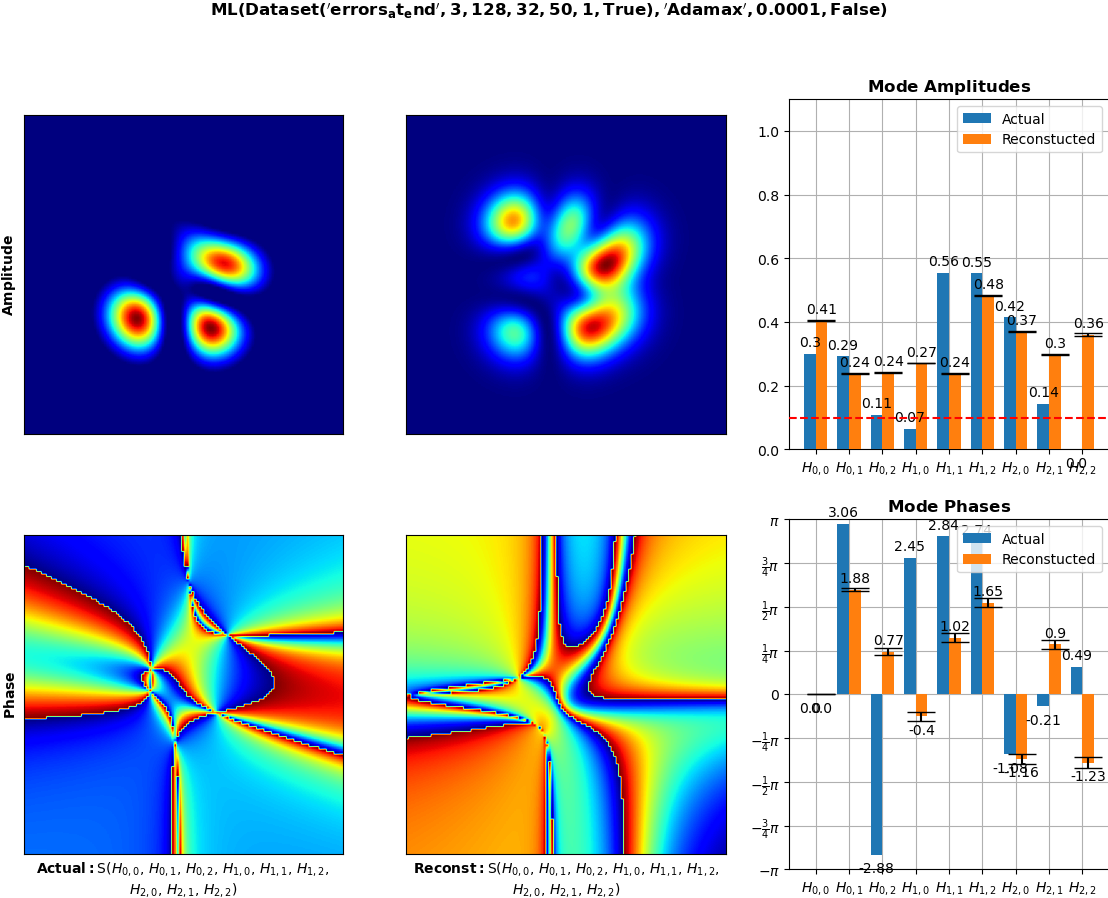 ML(Dataset('errors_at_end', 3, 128, 32, 50, 1, True), 'Adamax', 0.0001, False)
Mode Amplitudes
Actual
Reconstucted
1.0
0.8
0.6
0.4
0.2
0.0
0.3 0.29 0.11 0.07 0.56 0.55 0.42 0.14 0.0
0.41 0.24 0.24 0.27 0.24 0.48 0.37 0.3 0.36
H0,0 H0,1 H0,2 H1,0 H1,1 H1,2 H2,0 H2,1 H2,2
Amplitude
Mode Phases
Actual
Reconstucted
π
3/4π
1/2π
1/4π
0
−1/4π
−1/2π
−3/4π
−π
0.0 3.06 -2.88 2.45 2.84 2.74 -1.08 -0.21 0.49
0.0 1.88 0.77 -0.4 1.02 1.65 -1.16 0.9 -1.23
H0,0 H0,1 H0,2 H1,0 H1,1 H1,2 H2,0 H2,1 H2,2
Phase
Actual: S(H0,0, H0,1, H0,2, H1,0, H1,1, H1,2,
H2,0, H2,1, H2,2)
Reconst: S(H0,0, H0,1, H0,2, H1,0, H1,1, H1,2,
H2,0, H2,1, H2,2)